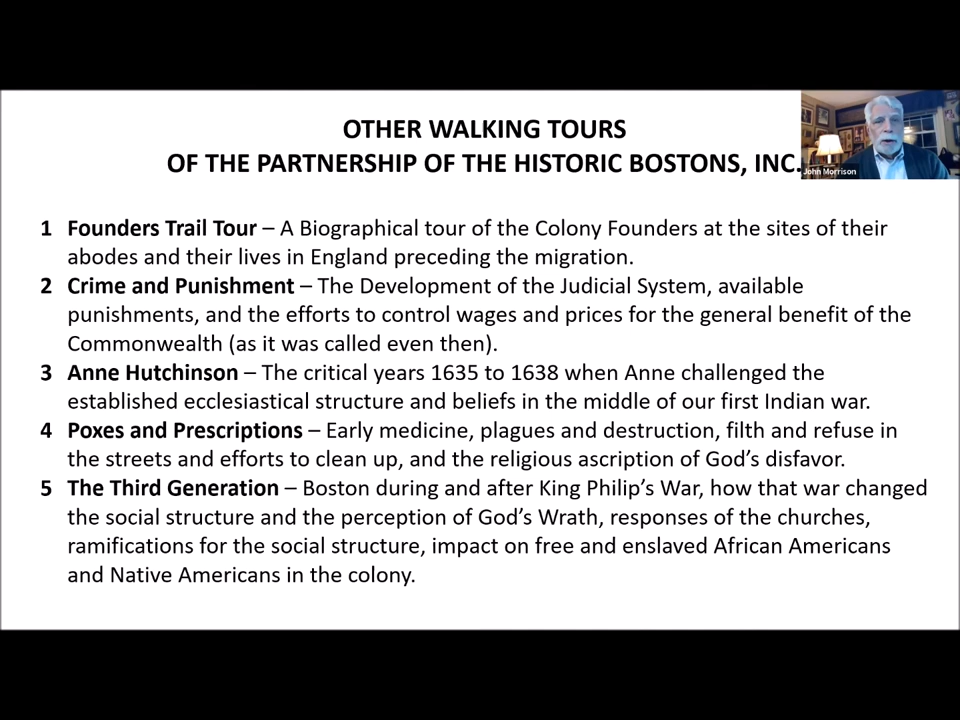 OTHER WALKING TOURS
OF THE PARTNERSHIP OF THE HISTORIC BOSTONS, INC.
John Morrison
1 Founders Trail Tour – A Biographical tour of the Colony Founders at the sites of their
abodes and their lives in England preceding the migration.
2 Crime and Punishment – The Development of the Judicial System, available
punishments, and the efforts to control wages and prices for the general benefit of the
Commonwealth (as it was called even then).
3 Anne Hutchinson – The critical years 1635 to 1638 when Anne challenged the
established ecclesiastical structure and beliefs in the middle of our first Indian war.
4 Poxes and Prescriptions – Early medicine, plagues and destruction, filth and refuse in
the streets and efforts to clean up, and the religious ascription of God’s disfavor.
5 The Third Generation – Boston during and after King Philip’s War, how that war changed
the social structure and the perception of God’s Wrath, responses of the churches,
ramifications for the social structure, impact on free and enslaved African Americans
and Native Americans in the colony.